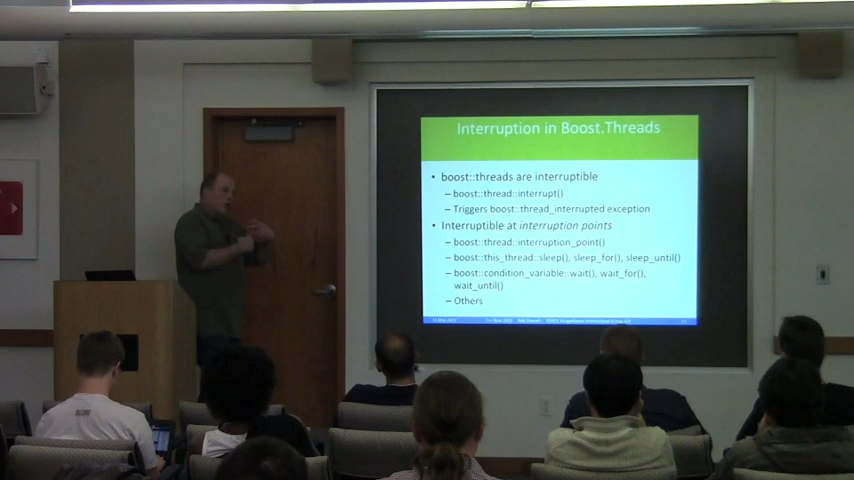 Interruption in Boost.Threads
• boost::threads are interruptible
– boost::thread::interrupt()
– Triggers boost::thread_interrupted exception
• Interruptible at interruption points
– boost::thread::interruption_point()
– boost::this_thread::sleep(), sleep_for(), sleep_until()
– boost::condition_variable::wait(), wait_for(),
wait_until()
– Others